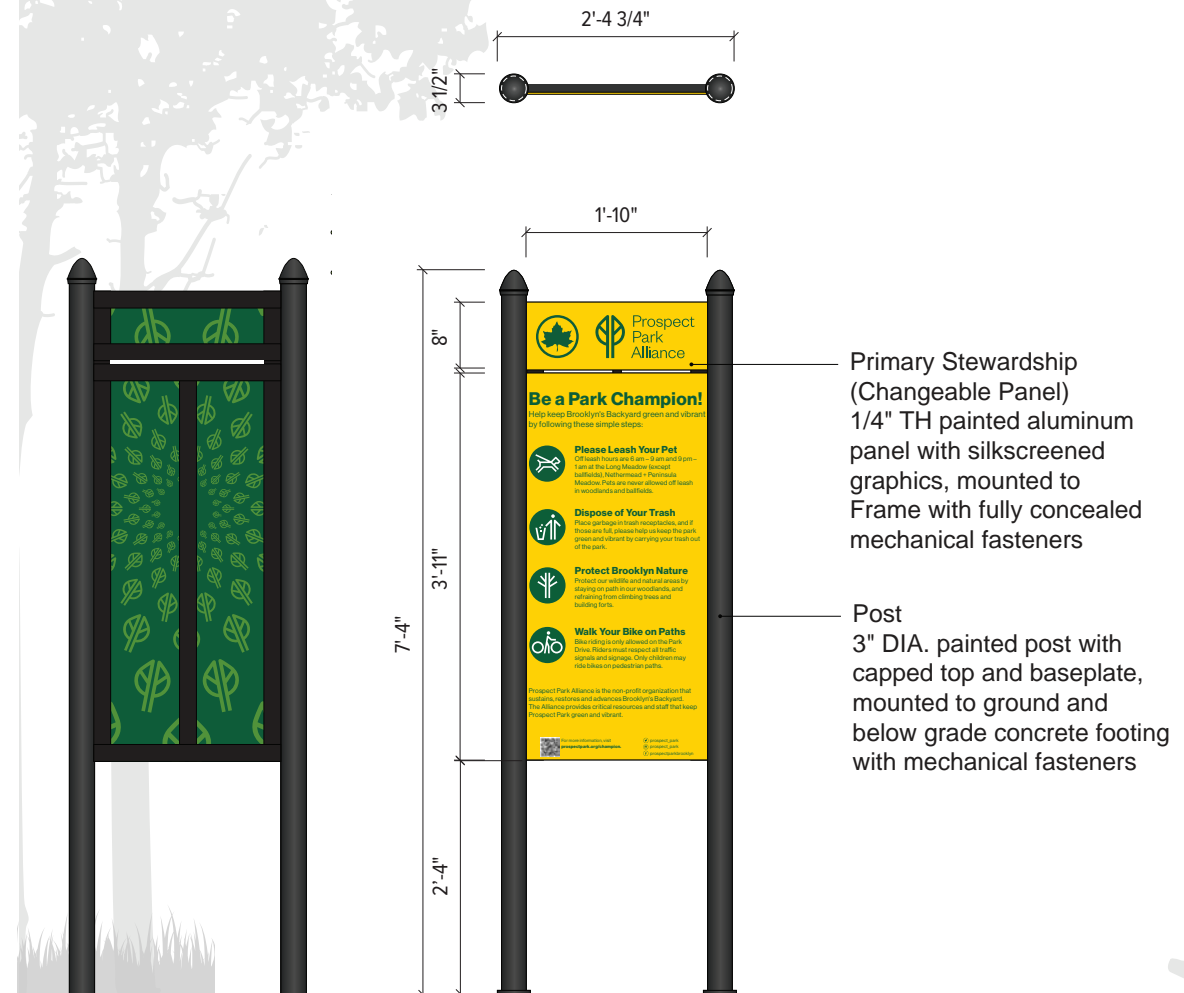 2'-4 3/4"
3 1/2"
1'-10"
8"
3'-11"
7'-4"
2'-4"
Prospect
Park
Alliance
Be a Park Champion!
Help keep Brooklyn's Backyard green and vibrant
by following these simple steps:
Please Leash Your Pet
Off leash hours are 6 am – 9 am and 9 pm –
1 am at the Long Meadow (except
ballfields), Nethermead + Peninsula
Meadow. Pets are never allowed off leash
in woodlands and ballfields.
Dispose of Your Trash
Place garbage in trash receptacles, and if
those are full, please help us keep the park
green and vibrant by carrying your trash out
of the park.
Protect Brooklyn Nature
Protect our wildlife and natural areas by
staying on path in our woodlands, and
refraining from climbing trees and
building forts.
Walk Your Bike on Paths
Bike riding is only allowed on the Park
Drive. Riders must respect all traffic
signals and signage. Only children may
ride bikes on pedestrian paths.
Prospect Park Alliance is the non-profit organization that
sustains, restores and advances Brooklyn's Backyard.
The Alliance provides critical resources and staff that keep
Prospect Park green and vibrant.
For more information, visit
prospectpark.org/champion.
prospect_park
prospect_park
prospectparkbrooklyn
Primary Stewardship
(Changeable Panel)
1/4" TH painted aluminum
panel with silkscreened
graphics, mounted to
Frame with fully concealed
mechanical fasteners
Post
3" DIA. painted post with
capped top and baseplate,
mounted to ground and
below grade concrete footing
with mechanical fasteners